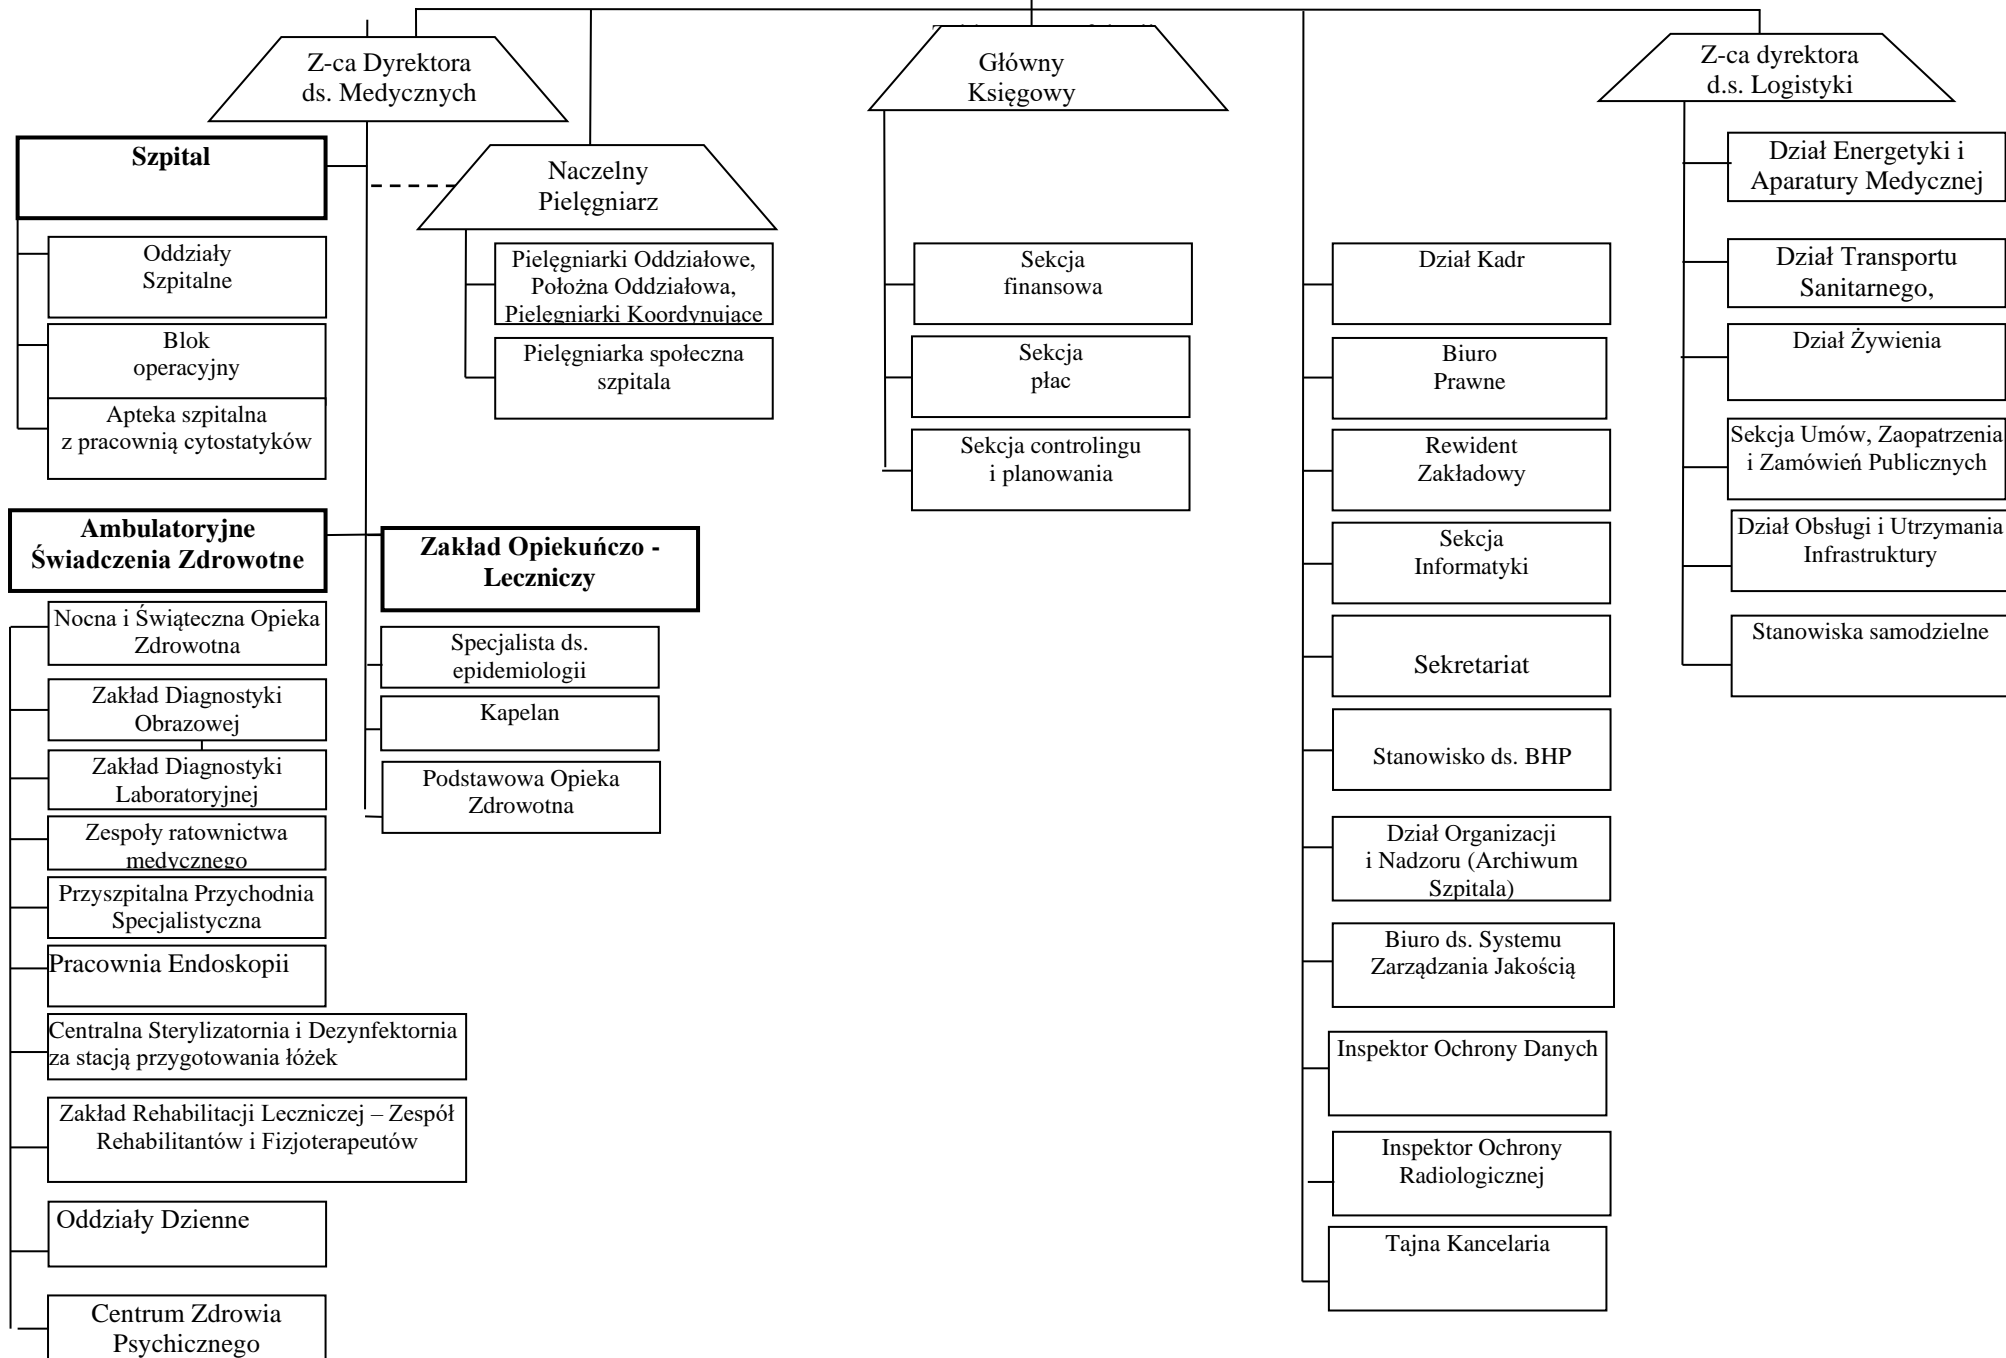 Z-ca Dyrektora
ds. Medycznych
Główny
Księgowy
Z-ca dyrektora
d.s. Logistyki
Szpital
Naczelny
Pielęgniarz
Oddziały
Szpitalne
Blok
operacyjny
Apteka szpitalna
z pracownią cytostatyków
Pielęgniarki Oddziałowe,
Położna Oddziałowa,
Pielęgniarki Koordynujące
Pielęgniarka społeczna
szpitala
Ambulatoryjne
Świadczenia Zdrowotne
Nocna i Świąteczna Opieka
Zdrowotna
Zakład Diagnostyki
Obrazowej
Zakład Diagnostyki
Laboratoryjnej
Zespoły ratownictwa
medycznego
Przyszpitalna Przychodnia
Specjalistyczna
Pracownia Endoskopii
Centralna Sterylizatornia i Dezynfektornia
za stacją przygotowania łóżek
Zakład Rehabilitacji Leczniczej – Zespół
Rehabilitantów i Fizjoterapeutów
Oddziały Dzienne
Centrum Zdrowia
Psychicznego
Zakład Opiekuńczo -
Leczniczy
Specjalista ds.
epidemiologii
Kapelan
Podstawowa Opieka
Zdrowotna
Sekcja
finansowa
Sekcja
płac
Sekcja controlingu
i planowania
Dział Kadr
Biuro
Prawne
Rewident
Zakładowy
Sekcja
Informatyki
Sekretariat
Stanowisko ds. BHP
Dział Organizacji
i Nadzoru (Archiwum
Szpitala)
Biuro ds. Systemu
Zarządzania Jakością
Inspektor Ochrony Danych
Inspektor Ochrony
Radiologicznej
Tajna Kancelaria
Dział Energetyki i
Aparatury Medycznej
Dział Transportu
Sanitarnego,
Dział Żywienia
Sekcja Umów, Zaopatrzenia
i Zamówień Publicznych
Dział Obsługi i Utrzymania
Infrastruktury
Stanowiska samodzielne